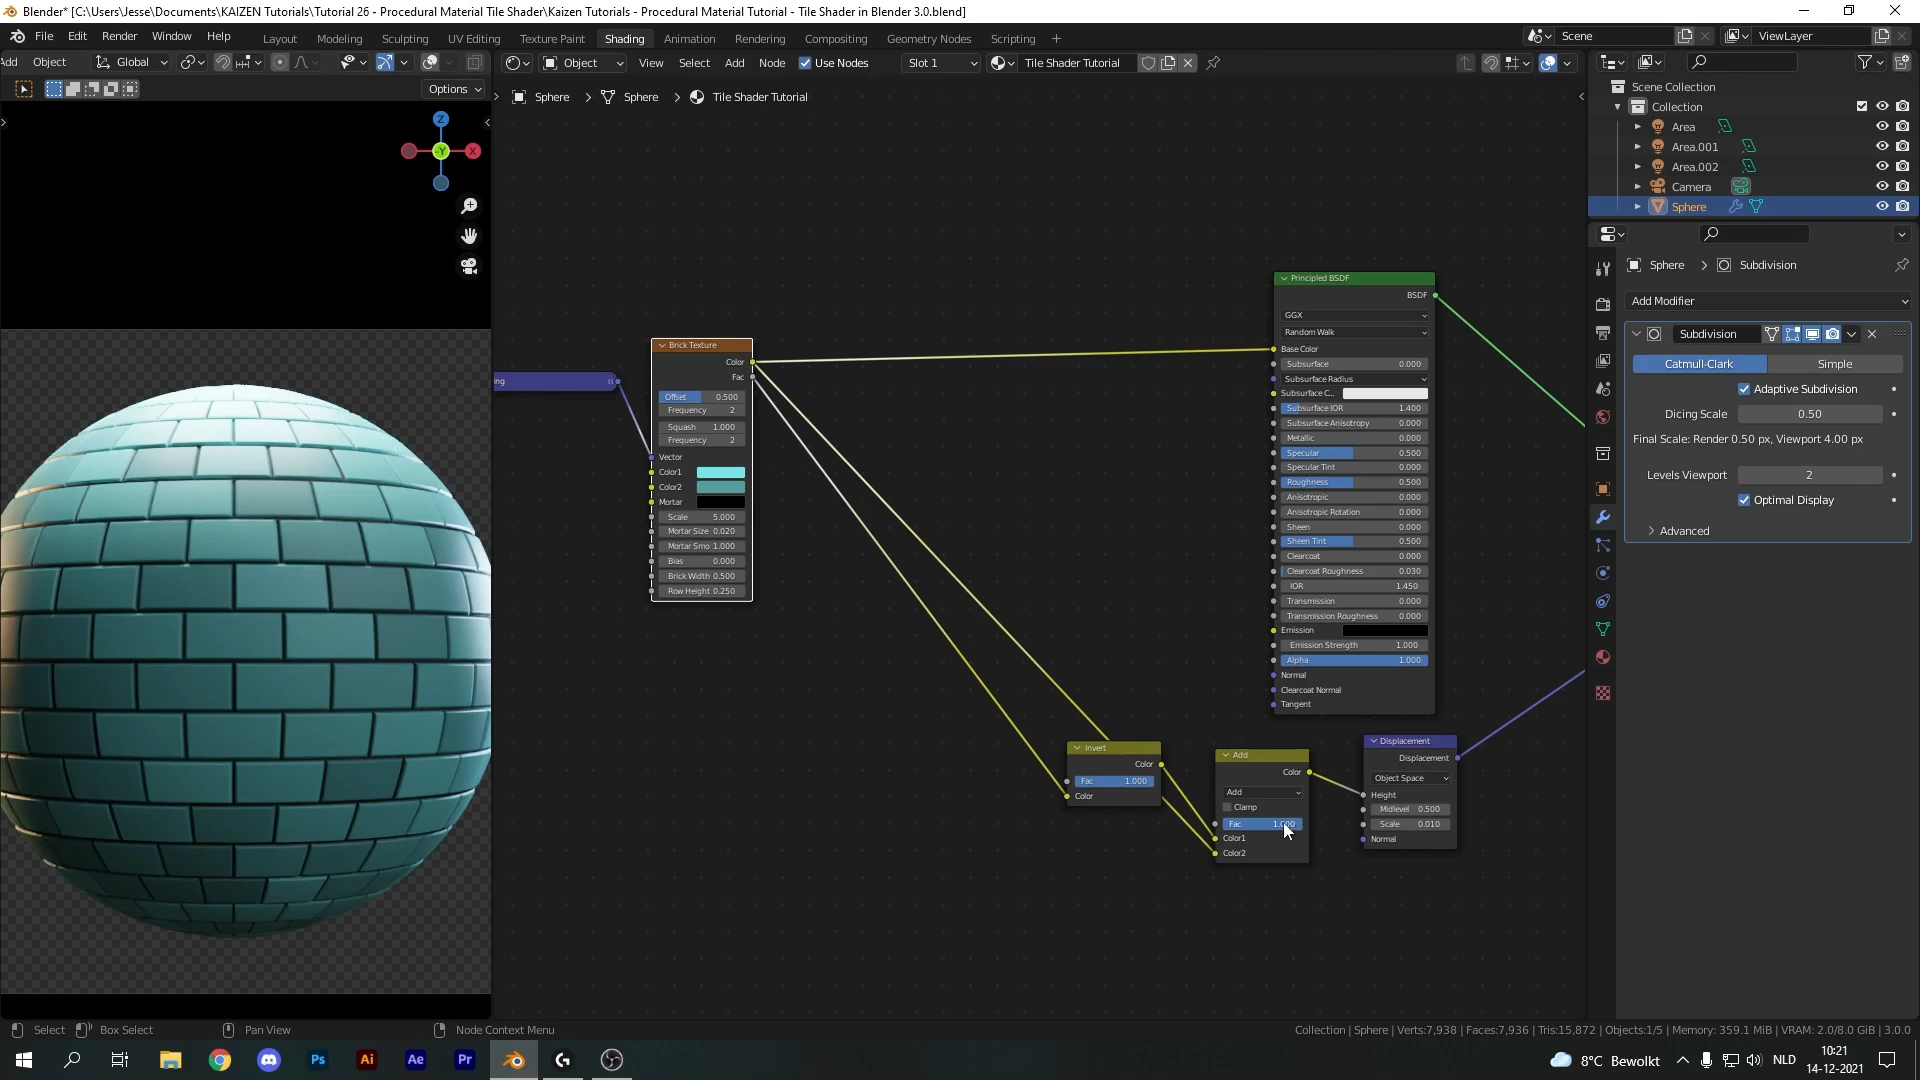 Blender* [C:\Users\Jesse\Documents\KAIZEN Tutorials\Tutorial 26 - Procedural Material Tile Shader\Kaizen Tutorials - Procedural Material Tutorial - Tile Shader in Blender 3.0.blend]
File Edit Render Window Help Layout Modeling Sculpting UV Editing Texture Paint Shading Animation Rendering Compositing Geometry Nodes Scripting + Scene ViewLayer
Add Object Global Object View Select Add Node Use Nodes Slot 1 Tile Shader Tutorial
Options
Sphere > Sphere > Tile Shader Tutorial
Z
-Y X
Scene Collection
Collection
Area
Area.001
Area.002
Camera
Sphere
Sphere > Subdivision
Add Modifier
Subdivision
Catmull-Clark Simple
Adaptive Subdivision
Dicing Scale 0.50
Final Scale: Render 0.50 px, Viewport 4.00 px
Levels Viewport 2
Optimal Display
Advanced
ng
Brick Texture
Color
Fac
Offset 0.500
Frequency 2
Squash 1.000
Frequency 2
Vector
Color1
Color2
Mortar
Scale 5.000
Mortar Size 0.020
Mortar Smo 1.000
Bias 0.000
Brick Width 0.500
Row Height 0.250
Principled BSDF
BSDF
GGX
Random Walk
Base Color
Subsurface 0.000
Subsurface Radius
Subsurface C...
Subsurface IOR 1.400
Subsurface Anisotropy 0.000
Metallic 0.000
Specular 0.500
Specular Tint 0.000
Roughness 0.500
Anisotropic 0.000
Anisotropic Rotation 0.000
Sheen 0.000
Sheen Tint 0.500
Clearcoat 0.000
Clearcoat Roughness 0.030
IOR 1.450
Transmission 0.000
Transmission Roughness 0.000
Emission
Emission Strength 1.000
Alpha 1.000
Normal
Clearcoat Normal
Tangent
Invert
Color
Fac 1.000
Color
Add
Color
Add
Clamp
Fac
Color1
Color2
Displacement
Displacement
Object Space
Height
Midlevel 0.500
Scale 0.010
Normal
Select Box Select Pan View Node Context Menu Collection | Sphere | Verts:7,938 | Faces:7,936 | Tris:15,872 | Objects:1/5 | Memory: 359.1 MiB | VRAM: 2.0/8.0 GiB | 3.0.0
Ps Ai Ae Pr 8°C Bewolkt NLD 10:21
14-12-2021